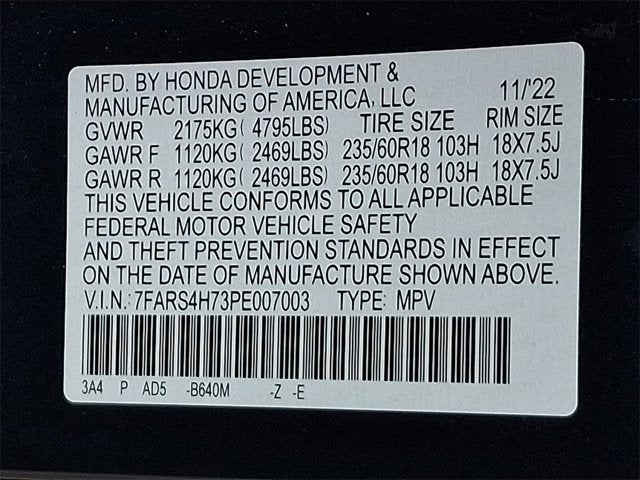 MFD. BY HONDA DEVELOPMENT &
MANUFACTURING OF AMERICA, LLC 11/'22
GVWR 2175KG( 4795LBS) TIRE SIZE RIM SIZE
GAWR F 1120KG( 2469LBS) 235/60R18 103H 18X7.5J
GAWR R 1120KG( 2469LBS) 235/60R18 103H 18X7.5J
THIS VEHICLE CONFORMS TO ALL APPLICABLE
FEDERAL MOTOR VEHICLE SAFETY
AND THEFT PREVENTION STANDARDS IN EFFECT
ON THE DATE OF MANUFACTURE SHOWN ABOVE.
V.I.N.: 7FARS4H73PE007003 TYPE: MPV
3A4 P AD5 -B640M -Z -E